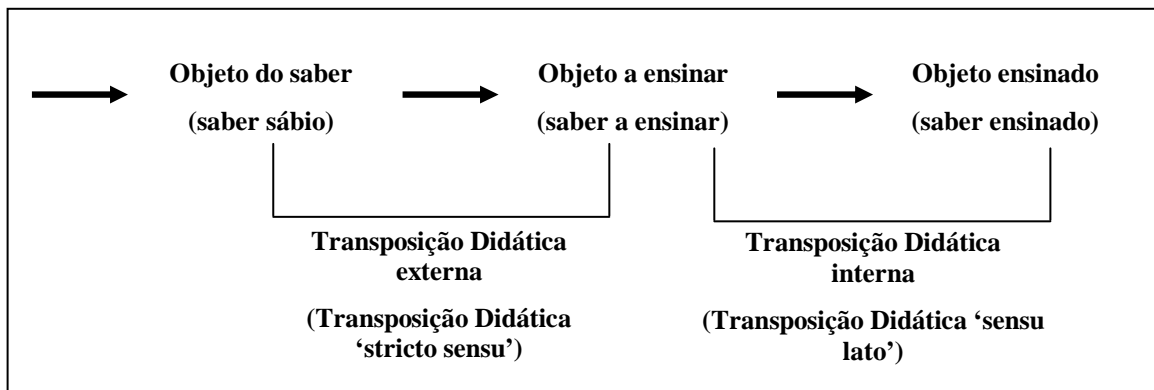 Objeto do saber
(saber sábio)
Objeto a ensinar
(saber a ensinar)
Objeto ensinado
(saber ensinado)
Transposição Didática
externa
(Transposição Didática
‘stricto sensu’)
Transposição Didática
interna
(Transposição Didática ‘sensu
lato’)